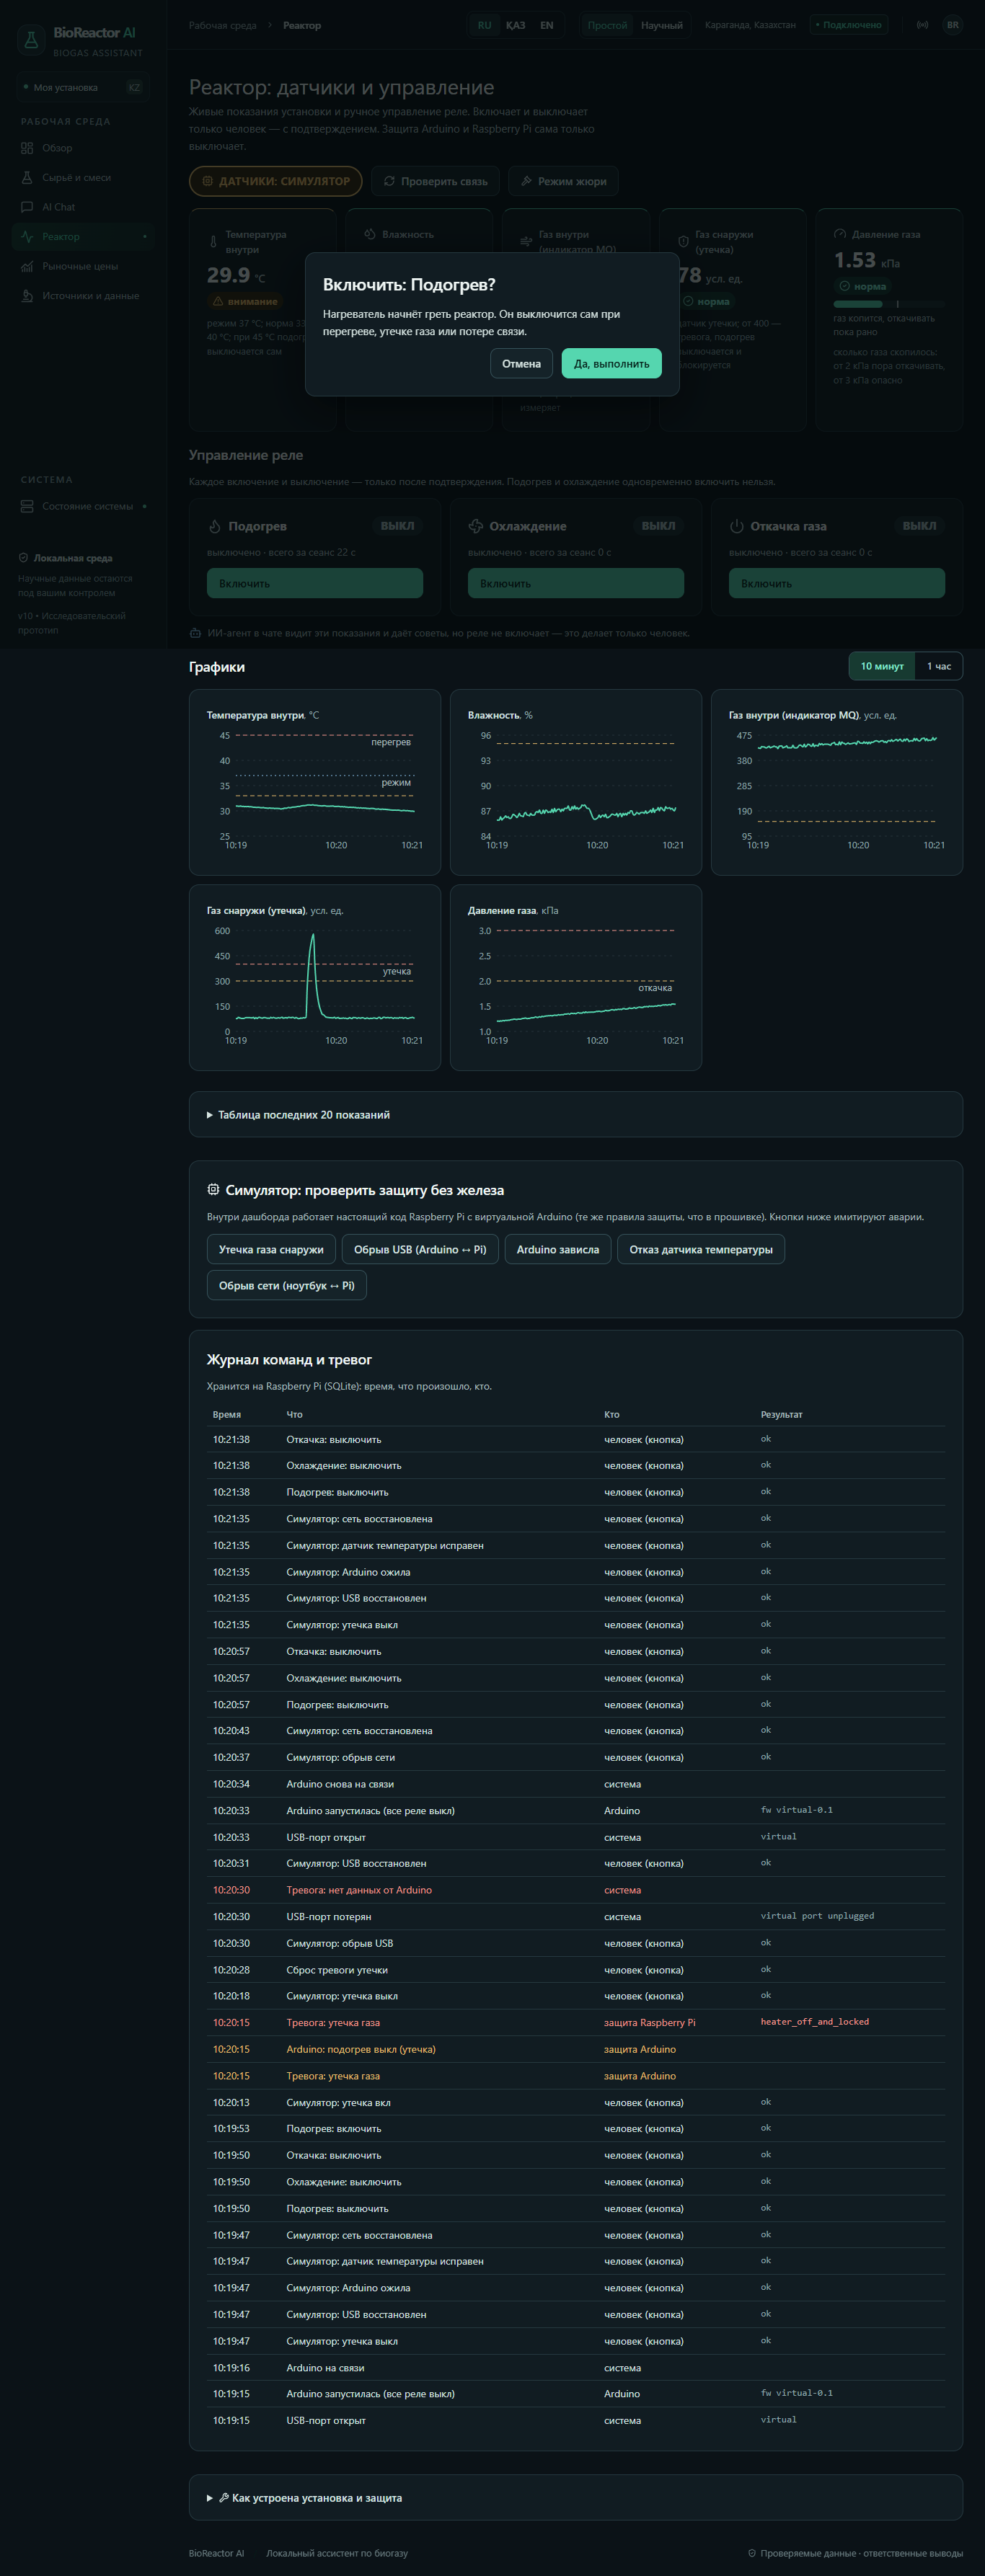 BioReactor AI
BIOGAS ASSISTANT
Моя установка KZ
РАБОЧАЯ СРЕДА
Обзор
Сырьё и смеси
AI Chat
Реактор
Рыночные цены
Источники и данные
СИСТЕМА
Состояние системы
Локальная среда
Научные данные остаются
под вашим контролем
v10 • Исследовательский
прототип
Рабочая среда > Реактор
RU ҚАЗ EN
Простой Научный
Караганда, Казахстан
Подключено
BR
Реактор: датчики и управление
Живые показания установки и ручное управление реле. Включает и выключает
только человек — с подтверждением. Защита Arduino и Raspberry Pi сама только
выключает.
ДАТЧИКИ: СИМУЛЯТОР
Проверить связь
Режим жюри
Температура
внутри
29.9 °C
внимание
режим 37 °C; норма 33
40 °C; при 45 °C подог
выключается сам
Влажность
Газ внутри
(индикатор MQ)
измеряет
Газ снаружи
(утечка)
78 усл. ед.
норма
датчик утечки; от 400 —
тревога, подогрев
выключается и
блокируется
Давление газа
1.53 кПа
норма
газ копится, откачивать
пока рано
сколько газа скопилось:
от 2 кПа пора откачивать,
от 3 кПа опасно
Включить: Подогрев?
Нагреватель начнёт греть реактор. Он выключится сам при
перегреве, утечке газа или потере связи.
Отмена
Да, выполнить
Управление реле
Каждое включение и выключение — только после подтверждения. Подогрев и охлаждение одновременно включить нельзя.
Подогрев ВЫКЛ
выключено · всего за сеанс 22 с
Включить
Охлаждение ВЫКЛ
выключено · всего за сеанс 0 с
Включить
Откачка газа ВЫКЛ
выключено · всего за сеанс 0 с
Включить
ИИ-агент в чате видит эти показания и даёт советы, но реле не включает — это делает только человек.
Графики
10 минут 1 час
Температура внутри, °C
45
перегрев
40
35
режим
30
25
10:19 10:20 10:21
Влажность, %
96
93
90
87
84
10:19 10:20 10:21
Газ внутри (индикатор MQ), усл. ед.
475
380
285
190
95
10:19 10:20 10:21
Газ снаружи (утечка), усл. ед.
600
450
утечка
300
150
0
10:19 10:20 10:21
Давление газа, кПа
3.0
2.5
2.0
откачка
1.5
1.0
10:19 10:20 10:21
▶ Таблица последних 20 показаний
Симулятор: проверить защиту без железа
Внутри дашборда работает настоящий код Raspberry Pi с виртуальной Arduino (те же правила защиты, что в прошивке). Кнопки ниже имитируют аварии.
Утечка газа снаружи
Обрыв USB (Arduino ↔ Pi)
Arduino зависла
Отказ датчика температуры
Обрыв сети (ноутбук ↔ Pi)
Журнал команд и тревог
Хранится на Raspberry Pi (SQLite): время, что произошло, кто.
Время Что Кто Результат
10:21:38 Откачка: выключить человек (кнопка) ok
10:21:38 Охлаждение: выключить человек (кнопка) ok
10:21:38 Подогрев: выключить человек (кнопка) ok
10:21:35 Симулятор: сеть восстановлена человек (кнопка) ok
10:21:35 Симулятор: датчик температуры исправен человек (кнопка) ok
10:21:35 Симулятор: Arduino ожила человек (кнопка) ok
10:21:35 Симулятор: USB восстановлен человек (кнопка) ok
10:21:35 Симулятор: утечка выкл человек (кнопка) ok
10:20:57 Откачка: выключить человек (кнопка) ok
10:20:57 Охлаждение: выключить человек (кнопка) ok
10:20:57 Подогрев: выключить человек (кнопка) ok
10:20:43 Симулятор: сеть восстановлена человек (кнопка) ok
10:20:37 Симулятор: обрыв сети человек (кнопка) ok
10:20:34 Arduino снова на связи система
10:20:33 Arduino запустилась (все реле выкл) Arduino fw virtual-0.1
10:20:33 USB-порт открыт система virtual
10:20:31 Симулятор: USB восстановлен человек (кнопка) ok
10:20:30 Тревога: нет данных от Arduino система
10:20:30 USB-порт потерян система virtual port unplugged
10:20:30 Симулятор: обрыв USB человек (кнопка) ok
10:20:28 Сброс тревоги утечки человек (кнопка) ok
10:20:18 Симулятор: утечка выкл человек (кнопка) ok
10:20:15 Тревога: утечка газа защита Raspberry Pi heater_off_and_locked
10:20:15 Arduino: подогрев выкл (утечка) защита Arduino
10:20:15 Тревога: утечка газа защита Arduino
10:20:13 Симулятор: утечка вкл человек (кнопка) ok
10:19:53 Подогрев: включить человек (кнопка) ok
10:19:50 Откачка: выключить человек (кнопка) ok
10:19:50 Охлаждение: выключить человек (кнопка) ok
10:19:50 Подогрев: выключить человек (кнопка) ok
10:19:47 Симулятор: сеть восстановлена человек (кнопка) ok
10:19:47 Симулятор: датчик температуры исправен человек (кнопка) ok
10:19:47 Симулятор: Arduino ожила человек (кнопка) ok
10:19:47 Симулятор: USB восстановлен человек (кнопка) ok
10:19:47 Симулятор: утечка выкл человек (кнопка) ok
10:19:16 Arduino на связи система
10:19:15 Arduino запустилась (все реле выкл) Arduino fw virtual-0.1
10:19:15 USB-порт открыт система virtual
▶ Как устроена установка и защита
BioReactor AI
Локальный ассистент по биогазу
Проверяемые данные · ответственные выводы